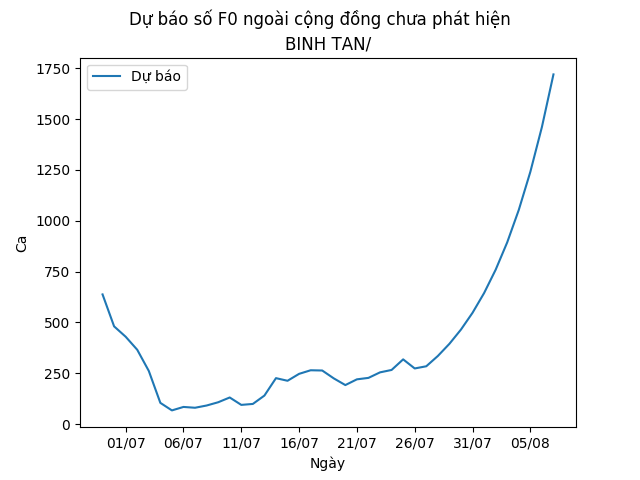 Dự báo số F0 ngoài cộng đồng chưa phát hiện
BINH TAN/
Dự báo
Ca
1750
1500
1250
1000
750
500
250
0
01/07 06/07 11/07 16/07 21/07 26/07 31/07 05/08
Ngày